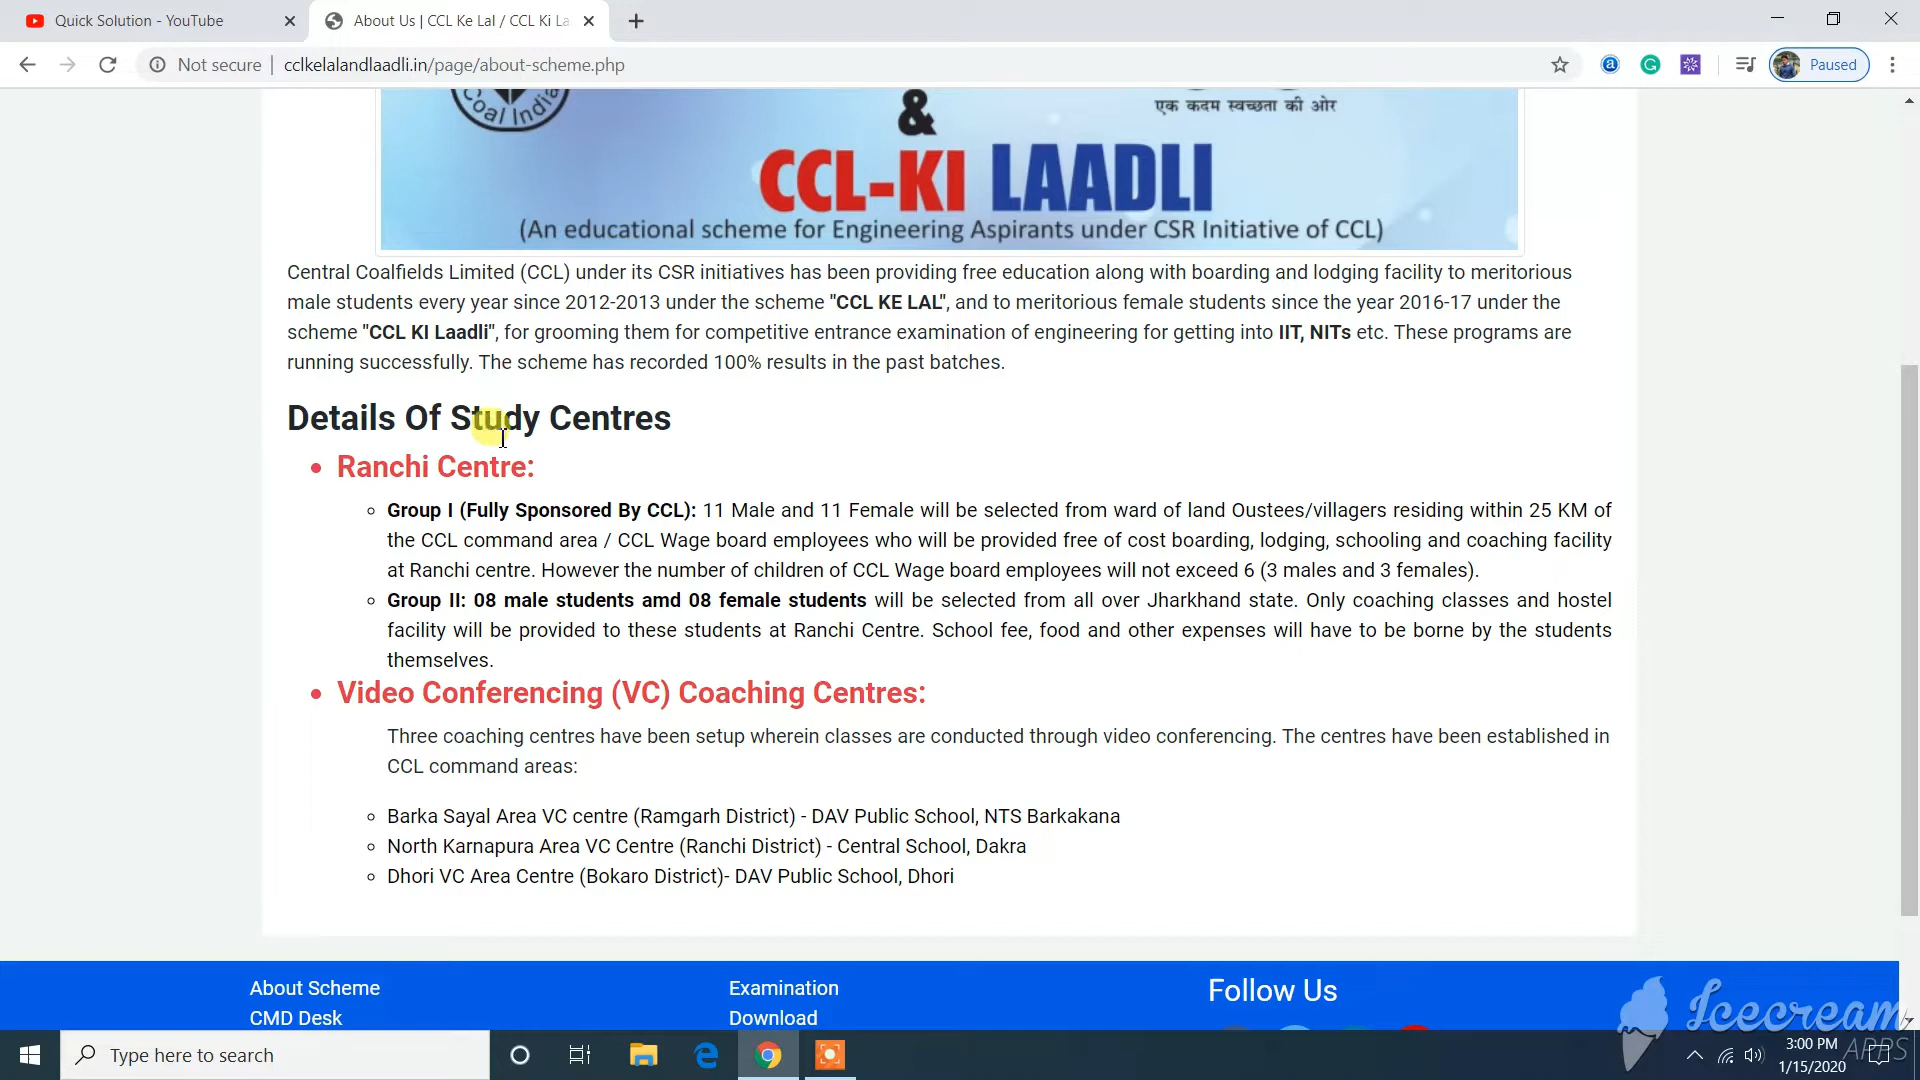 Quick Solution - YouTube
About Us | CCL Ke Lal / CCL Ki La
Not secure
cclkelalandlaadli.in/page/about-scheme.php
Paused
Coal India
&
एक कदम स्वच्छता की ओर
CCL-KI LAADLI
(An educational scheme for Engineering Aspirants under CSR Initiative of CCL)
Central Coalfields Limited (CCL) under its CSR initiatives has been providing free education along with boarding and lodging facility to meritorious
male students every year since 2012-2013 under the scheme "CCL KE LAL", and to meritorious female students since the year 2016-17 under the
scheme "CCL KI Laadli", for grooming them for competitive entrance examination of engineering for getting into IIT, NITs etc. These programs are
running successfully. The scheme has recorded 100% results in the past batches.
Details Of Study Centres
Ranchi Centre:
Group I (Fully Sponsored By CCL): 11 Male and 11 Female will be selected from ward of land Oustees/villagers residing within 25 KM of
the CCL command area / CCL Wage board employees who will be provided free of cost boarding, lodging, schooling and coaching facility
at Ranchi centre. However the number of children of CCL Wage board employees will not exceed 6 (3 males and 3 females).
Group II: 08 male students amd 08 female students will be selected from all over Jharkhand state. Only coaching classes and hostel
facility will be provided to these students at Ranchi Centre. School fee, food and other expenses will have to be borne by the students
themselves.
Video Conferencing (VC) Coaching Centres:
Three coaching centres have been setup wherein classes are conducted through video conferencing. The centres have been established in
CCL command areas:
Barka Sayal Area VC centre (Ramgarh District) - DAV Public School, NTS Barkakana
North Karnapura Area VC Centre (Ranchi District) - Central School, Dakra
Dhori VC Area Centre (Bokaro District)- DAV Public School, Dhori
About Scheme
Examination
Follow Us
CMD Desk
Download
Icecream
APPS
Type here to search
3:00 PM
1/15/2020